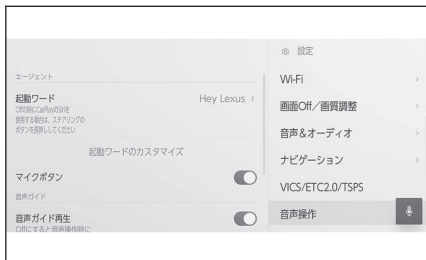 エージェント
起動ワード
Off の際にCarPlayのSiriを
使用する場合は、ステアリングの
ボタンを長押ししてください
Hey Lexus
起動ワードのカスタマイズ
マイクボタン
音声ガイド
音声ガイド再生
Offにすると音声操作時に
設定
Wi-Fi
画面Off／画質調整
音声＆オーディオ
ナビゲーション
VICS/ETC2.0/TSPS
音声操作